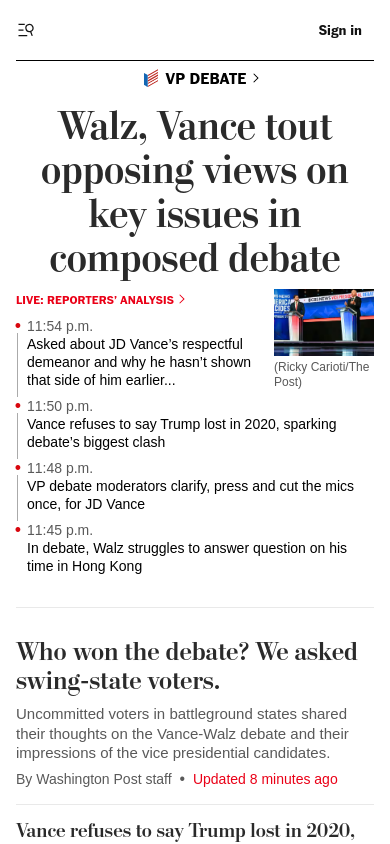 Sign in
VP DEBATE
Walz, Vance tout
opposing views on
key issues in
composed debate
LIVE: REPORTERS’ ANALYSIS
11:54 p.m.
Asked about JD Vance’s respectful
demeanor and why he hasn’t shown
that side of him earlier...
(Ricky Carioti/The
Post)
11:50 p.m.
Vance refuses to say Trump lost in 2020, sparking
debate’s biggest clash
11:48 p.m.
VP debate moderators clarify, press and cut the mics
once, for JD Vance
11:45 p.m.
In debate, Walz struggles to answer question on his
time in Hong Kong
Who won the debate? We asked
swing-state voters.
Uncommitted voters in battleground states shared
their thoughts on the Vance-Walz debate and their
impressions of the vice presidential candidates.
By Washington Post staff • Updated 8 minutes ago
Vance refuses to say Trump lost in 2020,